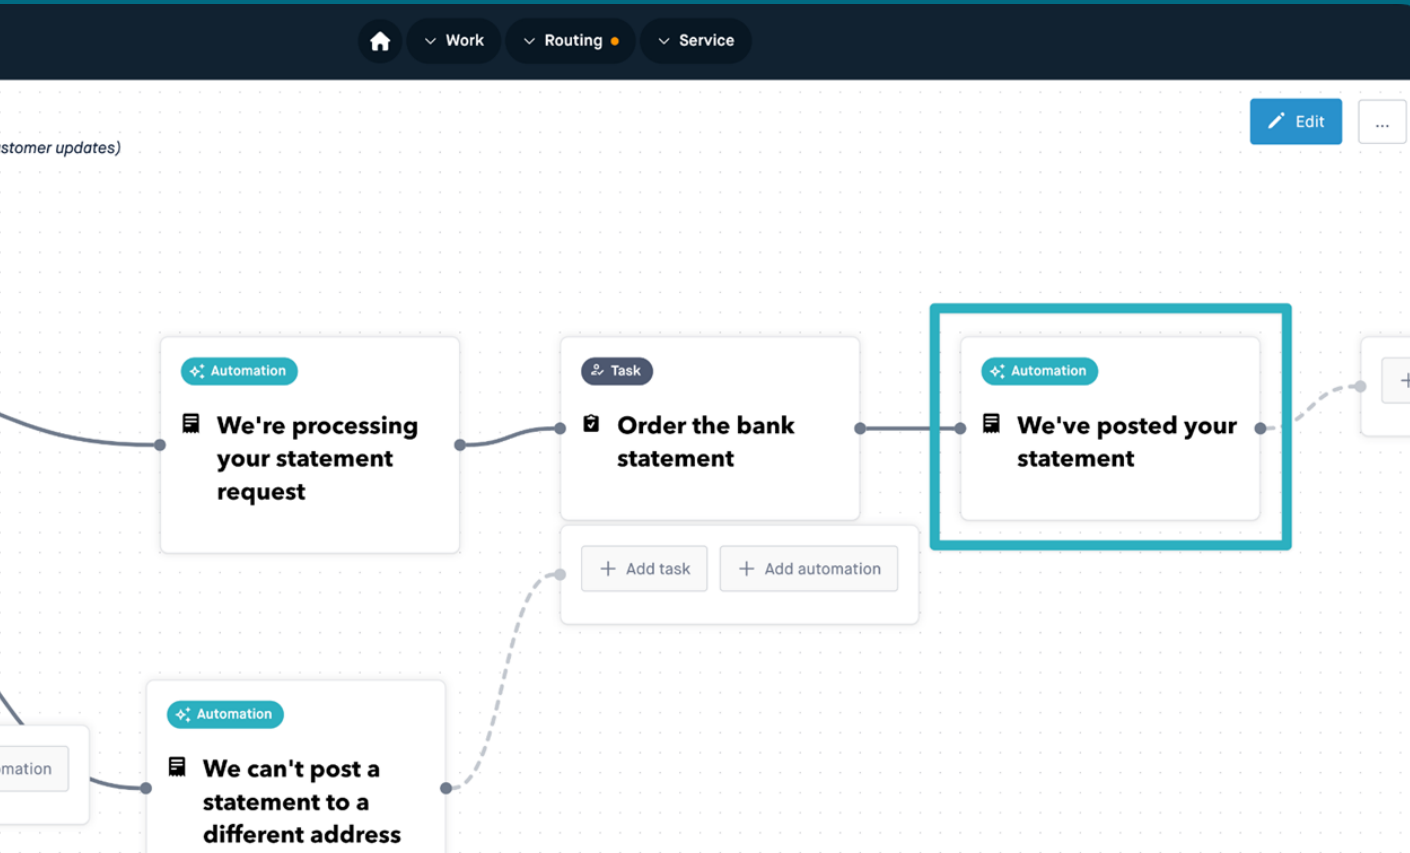 Work
Routing
Service
Edit
...
stomer updates)
Automation
We're processing
your statement
request
Task
Order the bank
statement
Automation
We've posted your
statement
+ Add task
+ Add automation
Automation
We can't post a
statement to a
different address
mation